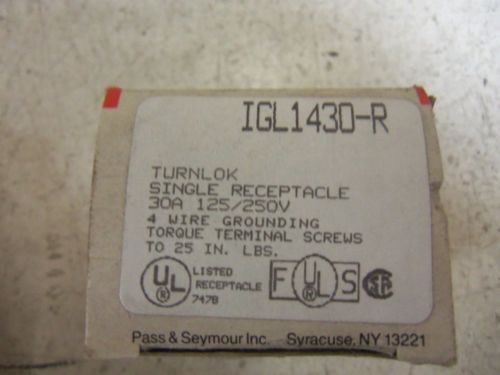 IGL1430-R
TURNLOK
SINGLE RECEPTACLE
30A 125/250V
4 WIRE GROUNDING
TORQUE TERMINAL SCREWS
TO 25 IN. LBS.
UL ® LISTED RECEPTACLE 747B
F UL ® S
SA
Pass & Seymour Inc. Syracuse, NY 13221